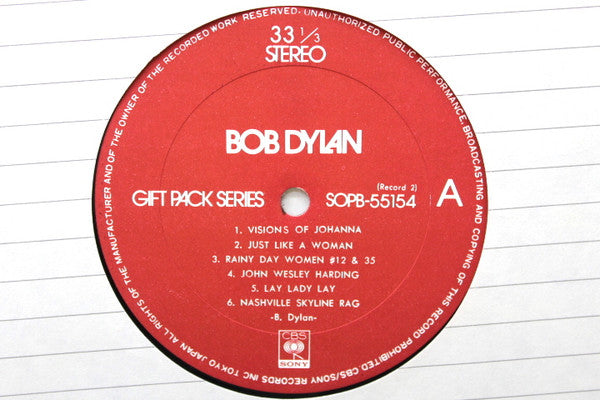 33 1/3
STEREO
BOB DYLAN
GIFT PACK SERIES
(Record 2)
SOPB-55154
A
1. VISIONS OF JOHANNA
2. JUST LIKE A WOMAN
3. RAINY DAY WOMEN #12 & 35
4. JOHN WESLEY HARDING
5. LAY LADY LAY
6. NASHVILLE SKYLINE RAG
-B. Dylan-
CBS
SONY
ALL RIGHTS OF THE MANUFACTURER AND OF THE OWNER OF THE RECORDED WORK RESERVED· UNAUTHORIZED PUBLIC PERFORMANCE, BROADCASTING AND COPYING OF THIS RECORD PROHIBITED CBS/SONY RECORDS INC TOKYO JAPAN